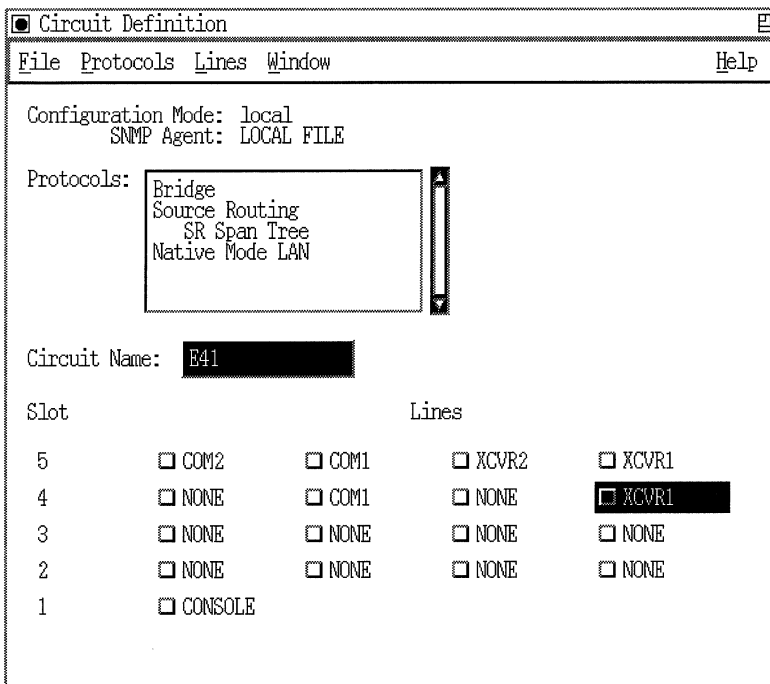 Circuit Definition
File Protocols Lines Window Help
Configuration Mode: local
SNMP Agent: LOCAL FILE
Protocols:
Bridge
Source Routing
SR Span Tree
Native Mode LAN
Circuit Name: E41
Slot Lines
5 COM2 COM1 XCVR2 XCVR1
4 NONE COM1 NONE XCVR1
3 NONE NONE NONE NONE
2 NONE NONE NONE NONE
1 CONSOLE